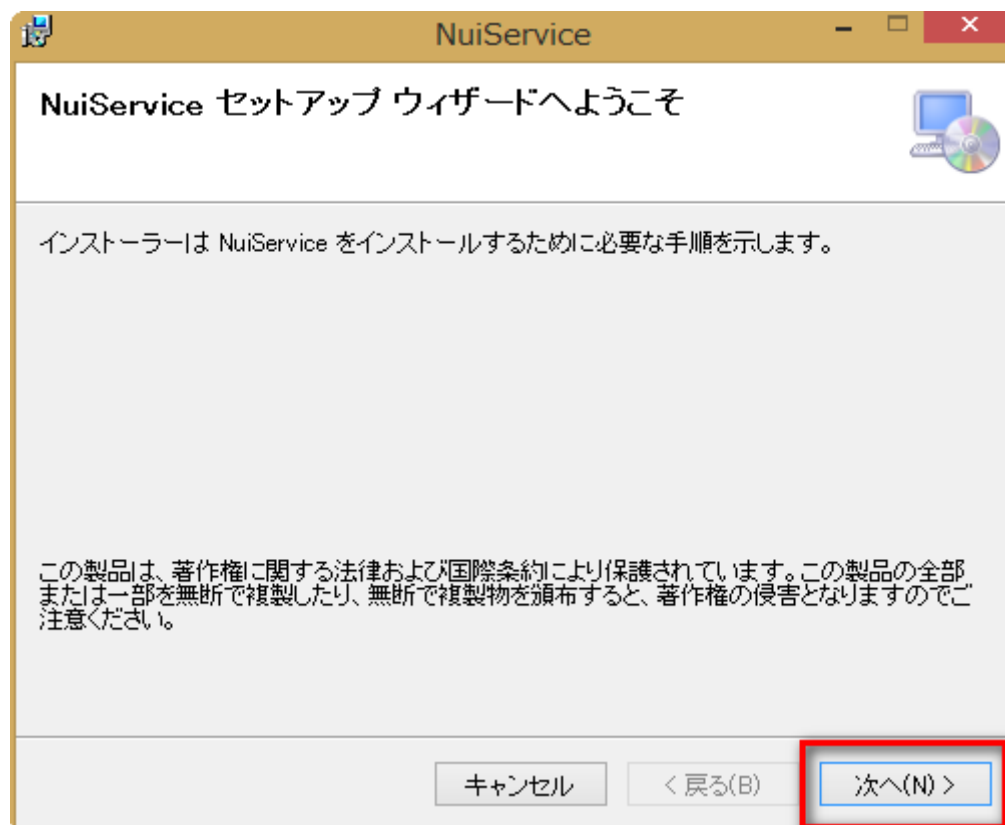 NuiService
NuiService セットアップ ウィザードへようこそ
インストーラーは NuiService をインストールするために必要な手順を示します。
この製品は、著作権に関する法律および国際条約により保護されています。この製品の全部
または一部を無断で複製したり、無断で複製物を頒布すると、著作権の侵害となりますのでご
注意ください。
キャンセル
< 戻る(B)
次へ(N) >